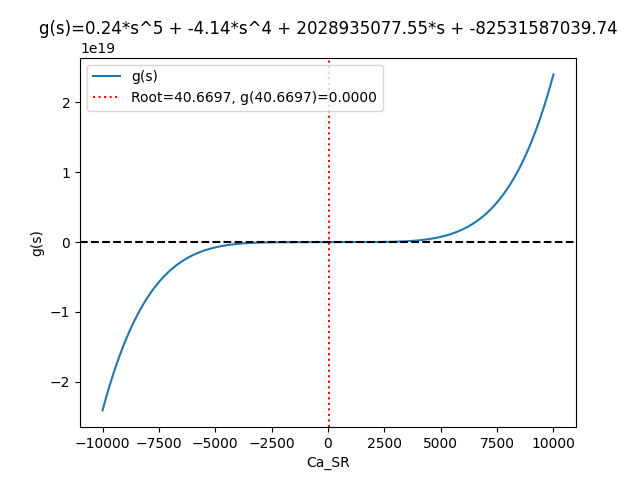 g(s)=0.24*s^5 + -4.14*s^4 + 2028935077.55*s + -82531587039.74
1e19
g(s)
Root=40.6697, g(40.6697)=0.0000
2
1
0
−1
−2
g(s)
−10000 −7500 −5000 −2500 0 2500 5000 7500 10000
Ca_SR